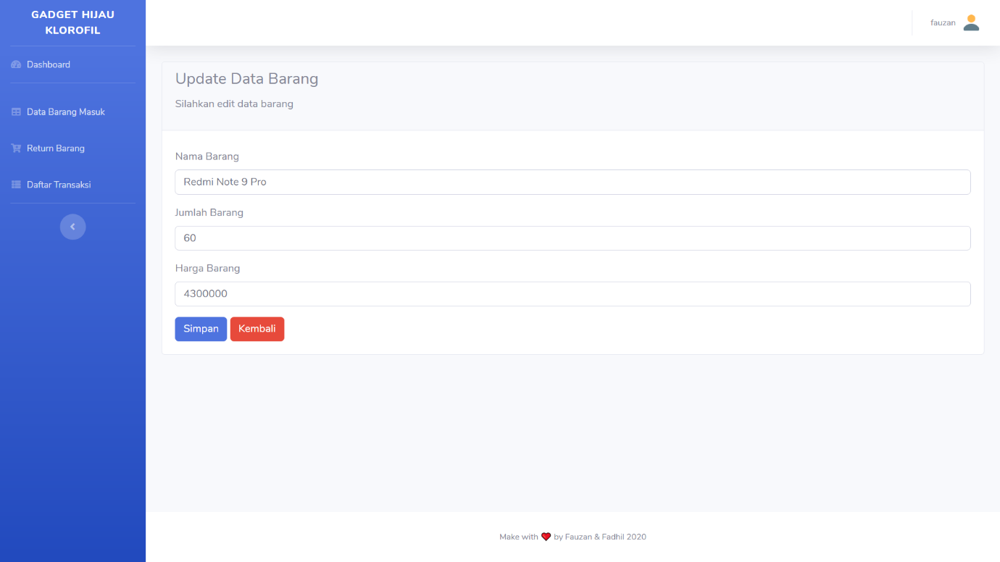 GADGET HIJAU
KLOROFIL
Dashboard
Data Barang Masuk
Return Barang
Daftar Transaksi
fauzan
Update Data Barang
Silahkan edit data barang
Nama Barang
Redmi Note 9 Pro
Jumlah Barang
60
Harga Barang
4300000
Simpan Kembali
Make with ❤ by Fauzan & Fadhil 2020